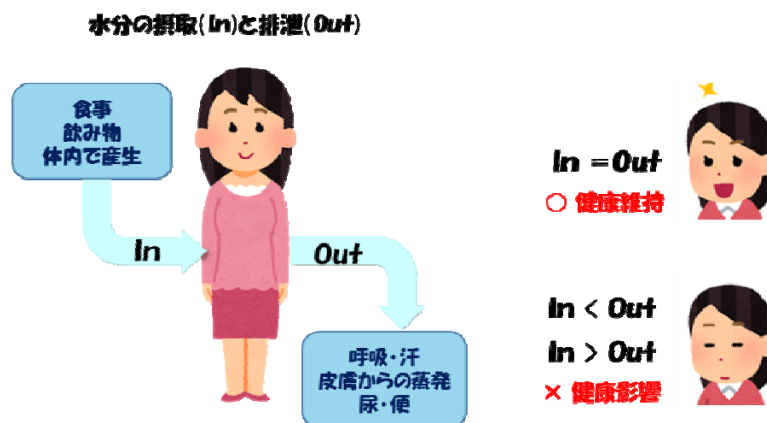 水分の摂取(In)と排泄(Out)
食事
飲み物
体内で産生
In
Out
呼吸・汗
皮膚からの蒸発
尿・便
In = Out
○ 健康維持
In < Out
In > Out
× 健康影響